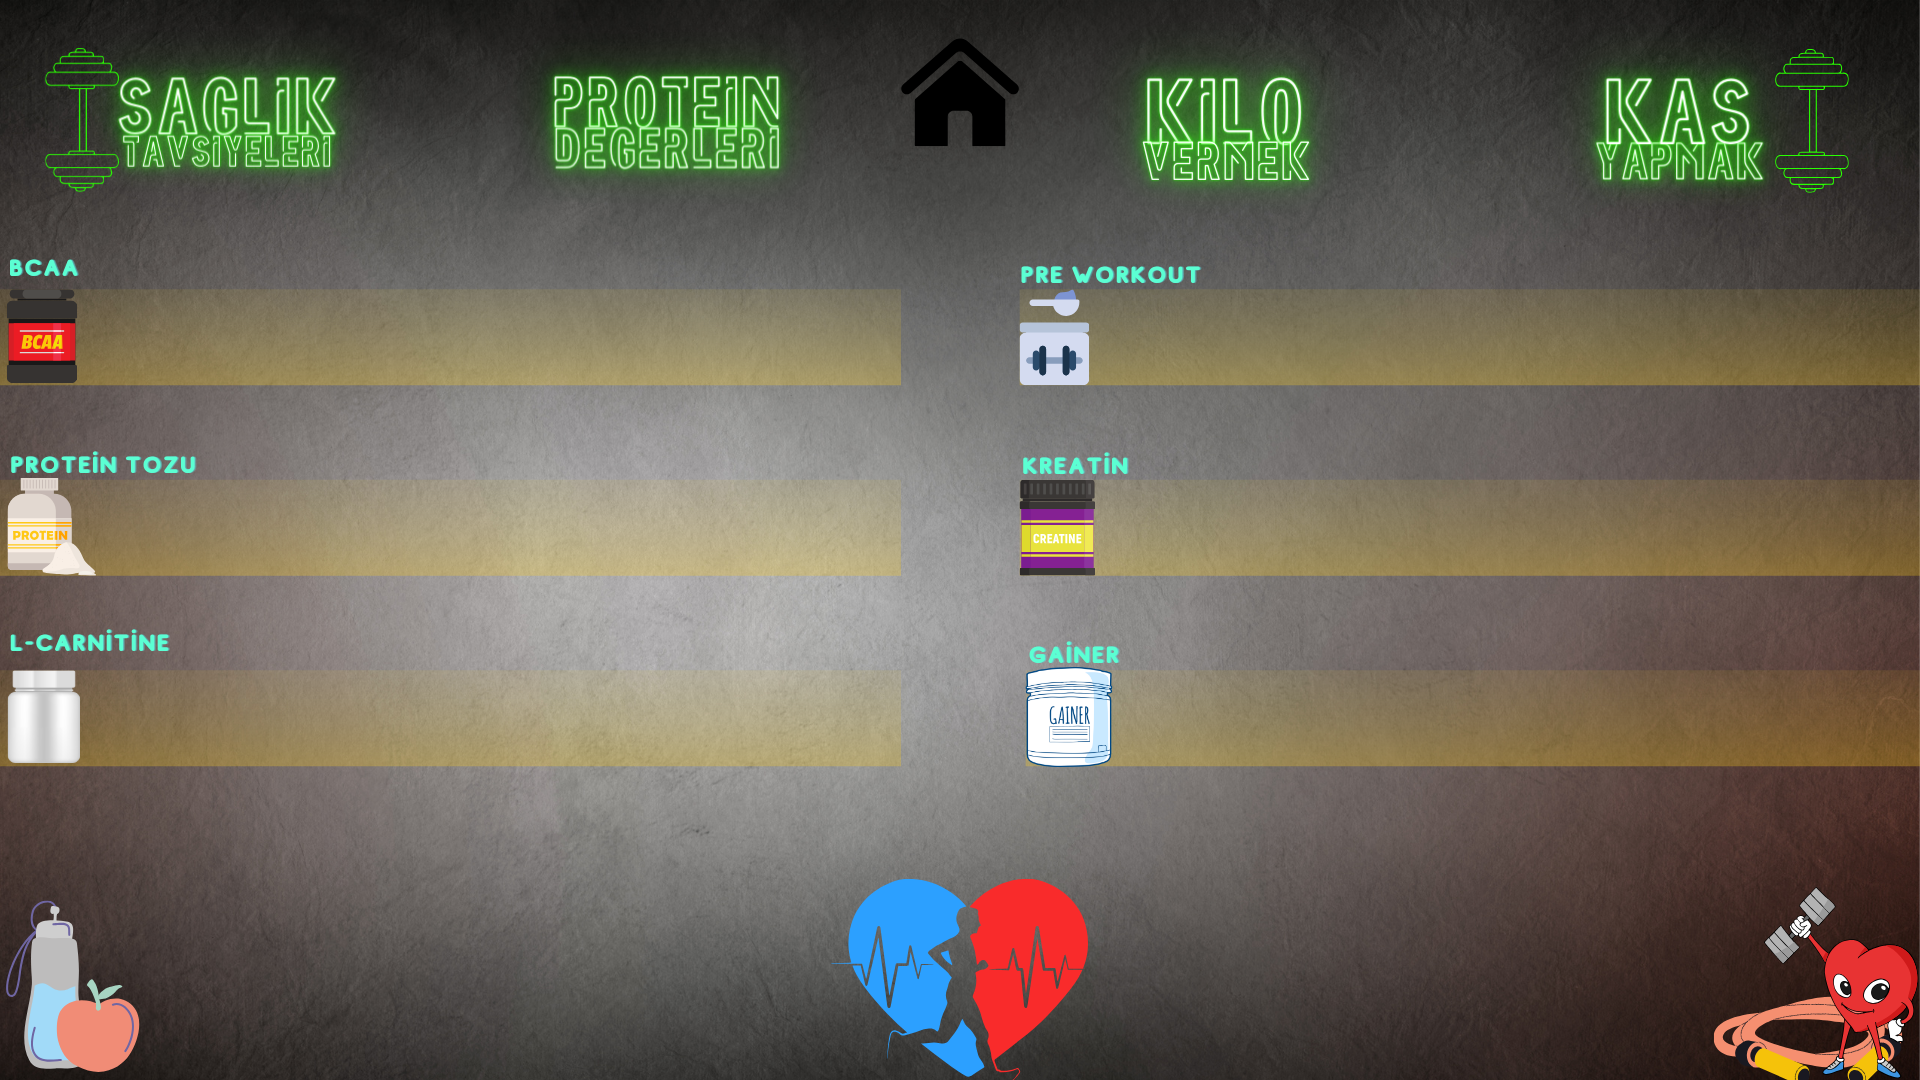 SAGLiK
TAVSiYELERi
PROTEiN
DEGERLERi
KiLO
VERMEK
KAS
YAPMAK
BCAA
BCAA
PRE WORKOUT
PROTEİN TOZU
PROTEIN
KREATİN
CREATINE
L-CARNİTİNE
GAİNER
GAINER